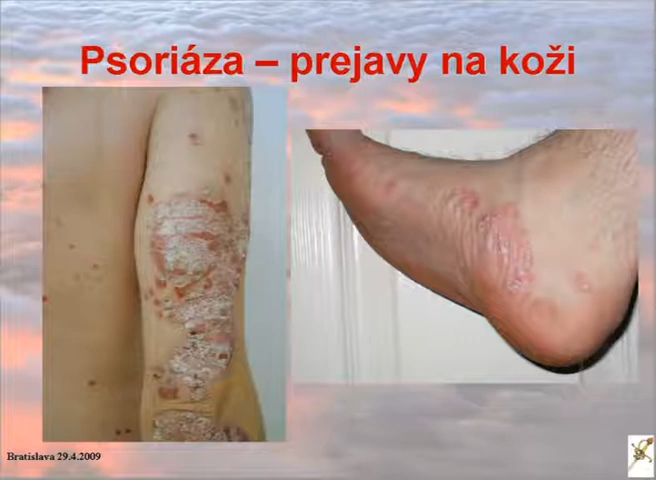 Psoriáza – prejavy na koži
Bratislava 29.4.2009